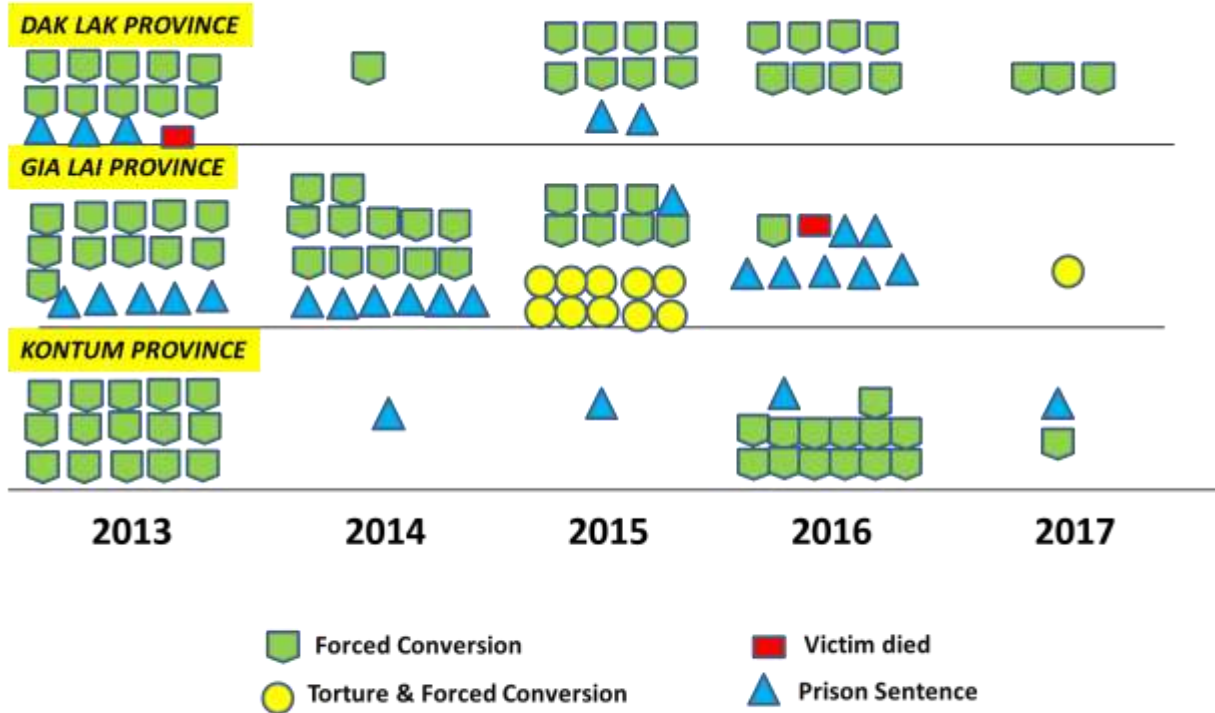 DAK LAK PROVINCE
GIA LAI PROVINCE
KONTUM PROVINCE
2013 2014 2015 2016 2017
Forced Conversion Victim died
Torture & Forced Conversion Prison Sentence